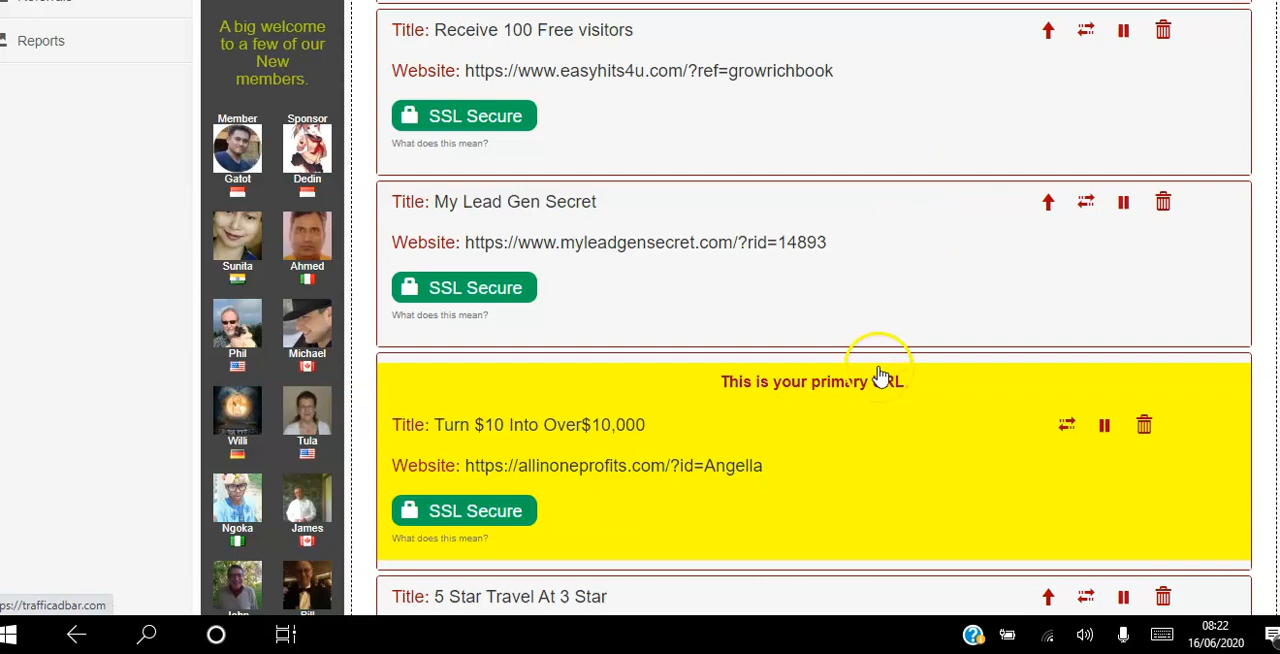 Reports
A big welcome
to a few of our
New
members.
Member Sponsor
Gatot Dedin
Sunita Ahmed
Phil Michael
Willi Tula
Ngoka James
Title: Receive 100 Free visitors
Website: https://www.easyhits4u.com/?ref=growrichbook
SSL Secure
What does this mean?
Title: My Lead Gen Secret
Website: https://www.myleadgensecret.com/?rid=14893
SSL Secure
What does this mean?
This is your primary URL
Title: Turn $10 Into Over$10,000
Website: https://allinoneprofits.com/?id=Angella
SSL Secure
What does this mean?
Title: 5 Star Travel At 3 Star
ps://trafficadbar.com
08:22
16/06/2020